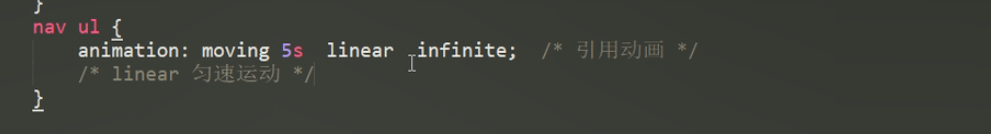 }
nav ul {
    animation: moving 5s  linear  infinite;  /* 引用动画 */
    /* linear 匀速运动 */
}